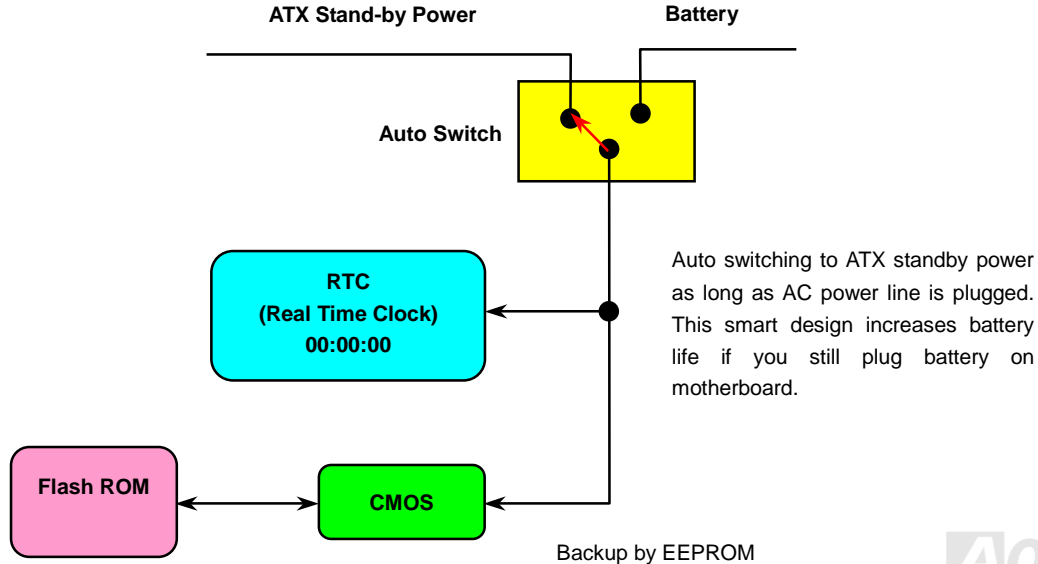 ATX Stand-by Power
Battery
Auto Switch
RTC
(Real Time Clock)
00:00:00
Auto switching to ATX standby power
as long as AC power line is plugged.
This smart design increases battery
life if you still plug battery on
motherboard.
Flash ROM
CMOS
Backup by EEPROM